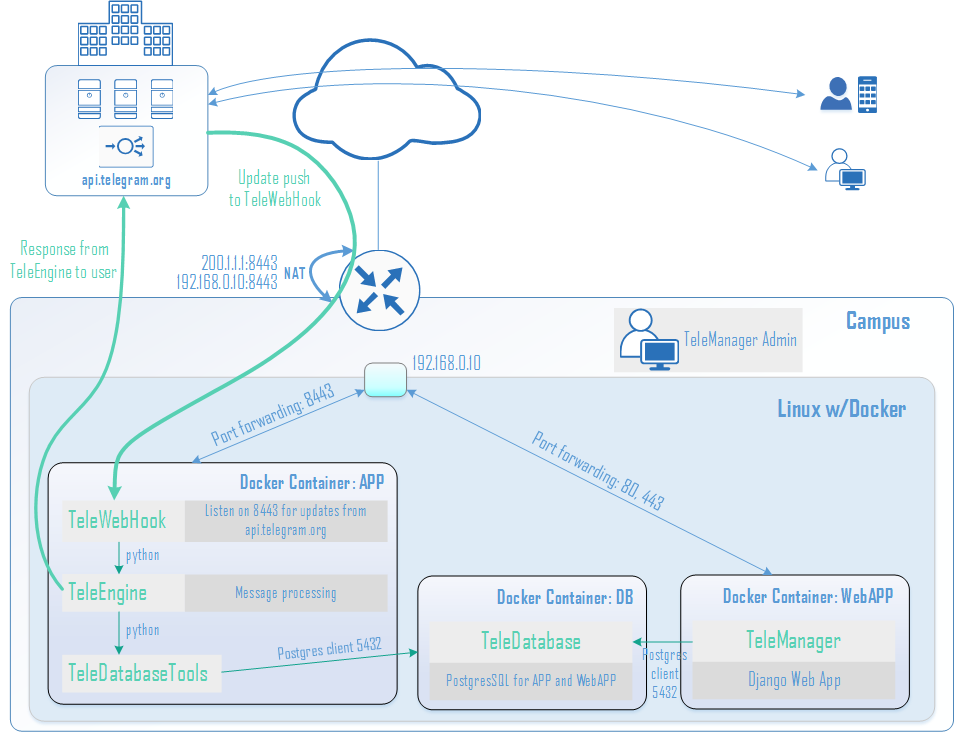 api.telegram.org
Update push
to TeleWebHook
Response from
TeleEngine to user
200.1.1.1:8443
192.168.0.10:8443
NAT
Campus
TeleManager Admin
192.168.0.10
Linux w/Docker
Port forwarding: 8443
Port forwarding: 80, 443
Docker Container: APP
TeleWebHook
Listen on 8443 for updates from
api.telegram.org
python
TeleEngine
Message processing
python
TeleDatabaseTools
Postgres client 5432
Docker Container: DB
TeleDatabase
PostgresSQL for APP and WebAPP
Postgres
client
5432
Docker Container: WebAPP
TeleManager
Django Web App